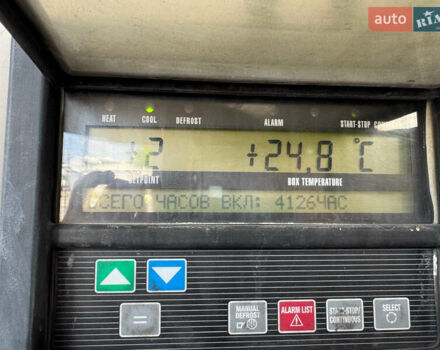 auto RIA
HEAT COOL DEFROST ALARM START-STOP
+2 +24,8 °C
SETPOINT BOX TEMPERATURE
ВСЕГО ЧАСОВ ВКЛ: 41264АС
=
MANUAL DEFROST
ALARM LIST
START-STOP/ CONTINUOUS
SELECT